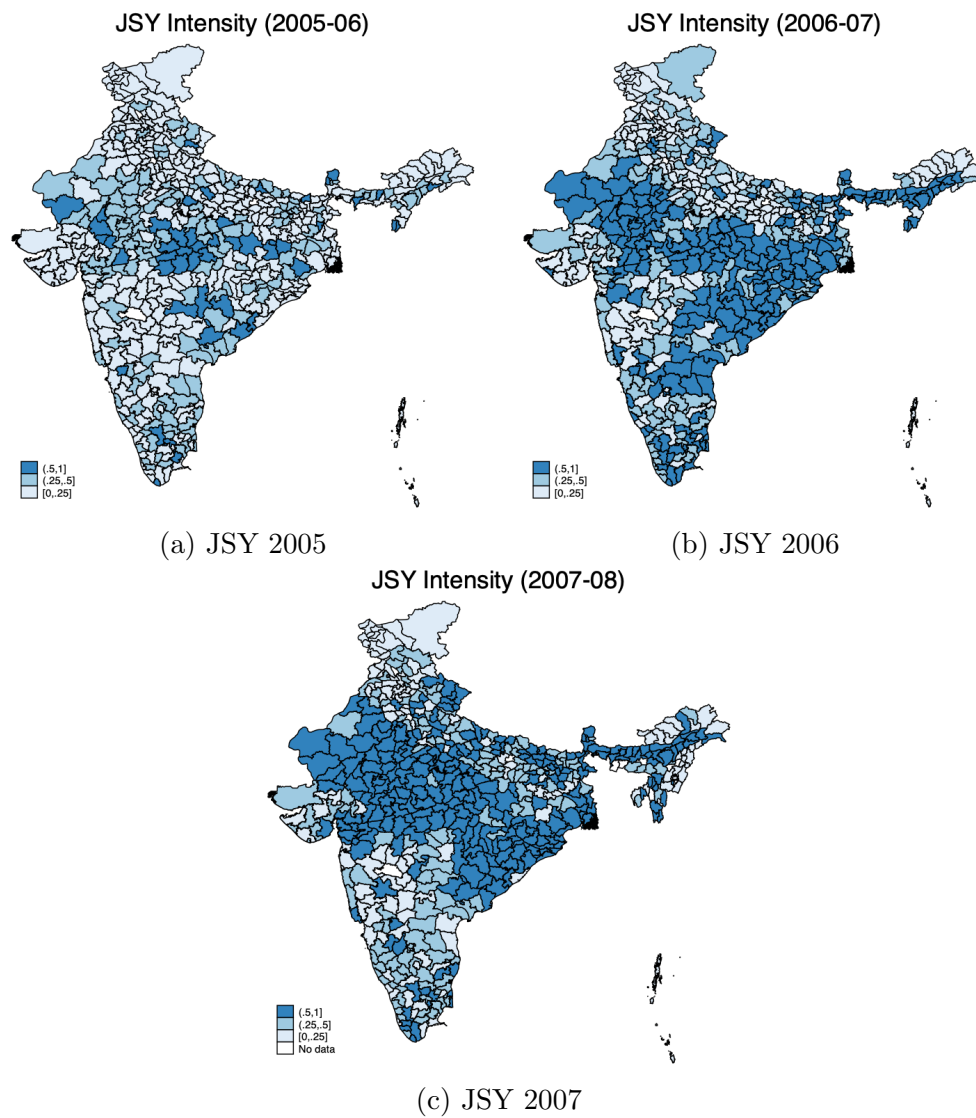 JSY Intensity (2005-06)
(.5,1]
(.25,.5]
[0,.25]
(a) JSY 2005
JSY Intensity (2006-07)
(.5,1]
(.25,.5]
[0,.25]
(b) JSY 2006
JSY Intensity (2007-08)
(.5,1]
(.25,.5]
[0,.25]
No data
(c) JSY 2007